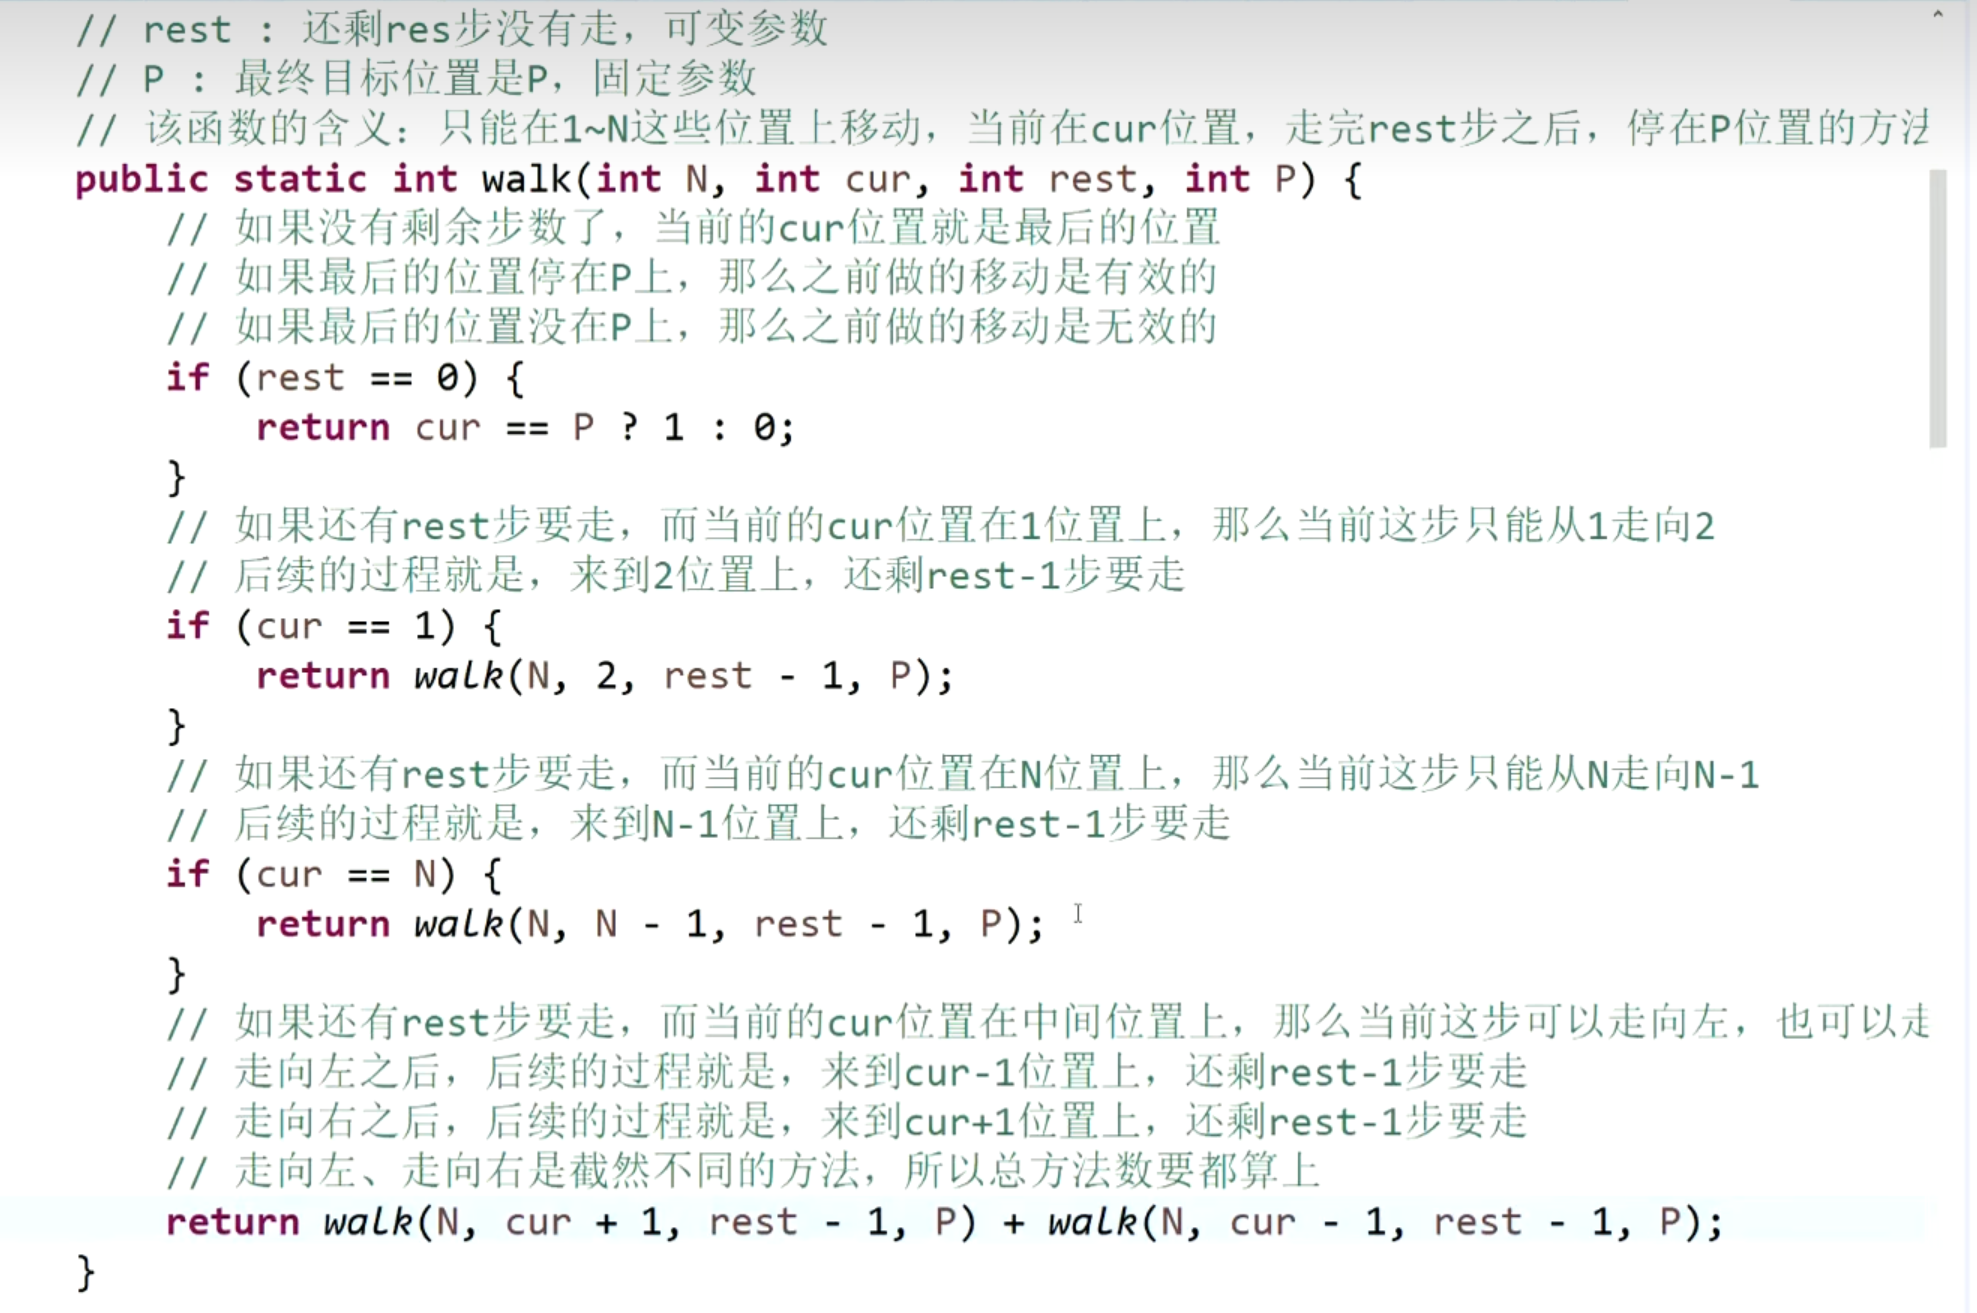 // rest : 还剩res步没有走，可变参数
// P : 最终目标位置是P，固定参数
// 该函数的含义：只能在1~N这些位置上移动，当前在cur位置，走完rest步之后，停在P位置的方法
public static int walk(int N, int cur, int rest, int P) {
// 如果没有剩余步数了，当前的cur位置就是最后的位置
// 如果最后的位置停在P上，那么之前做的移动是有效的
// 如果最后的位置没在P上，那么之前做的移动是无效的
if (rest == 0) {
return cur == P ? 1 : 0;
}
// 如果还有rest步要走，而当前的cur位置在1位置上，那么当前这步只能从1走向2
// 后续的过程就是，来到2位置上，还剩rest-1步要走
if (cur == 1) {
return walk(N, 2, rest - 1, P);
}
// 如果还有rest步要走，而当前的cur位置在N位置上，那么当前这步只能从N走向N-1
// 后续的过程就是，来到N-1位置上，还剩rest-1步要走
if (cur == N) {
return walk(N, N - 1, rest - 1, P);
}
// 如果还有rest步要走，而当前的cur位置在中间位置上，那么当前这步可以走向左，也可以走
// 走向左之后，后续的过程就是，来到cur-1位置上，还剩rest-1步要走
// 走向右之后，后续的过程就是，来到cur+1位置上，还剩rest-1步要走
// 走向左、走向右是截然不同的方法，所以总方法数要都算上
return walk(N, cur + 1, rest - 1, P) + walk(N, cur - 1, rest - 1, P);
}